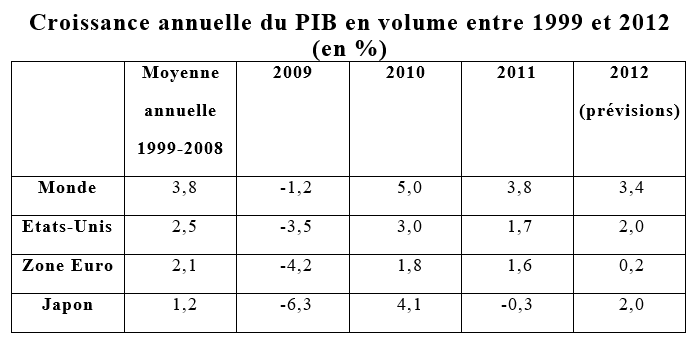 Croissance annuelle du PIB en volume entre 1999 et 2012
(en %)
Moyenne annuelle 1999-2008 2009 2010 2011 2012 (prévisions)
Monde 3,8 -1,2 5,0 3,8 3,4
Etats-Unis 2,5 -3,5 3,0 1,7 2,0
Zone Euro 2,1 -4,2 1,8 1,6 0,2
Japon 1,2 -6,3 4,1 -0,3 2,0